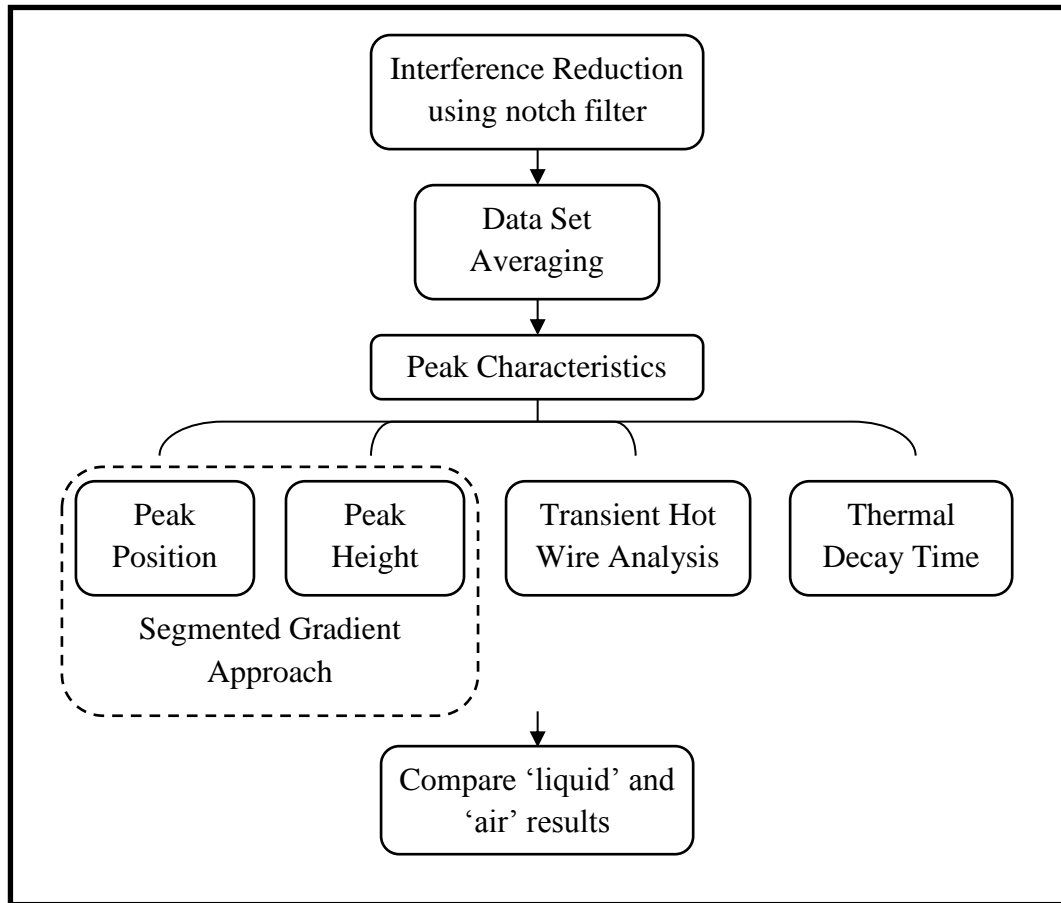 Interference Reduction
using notch filter
Data Set
Averaging
Peak Characteristics
Peak
Position
Peak
Height
Transient Hot
Wire Analysis
Thermal
Decay Time
Segmented Gradient
Approach
Compare ‘liquid’ and
‘air’ results